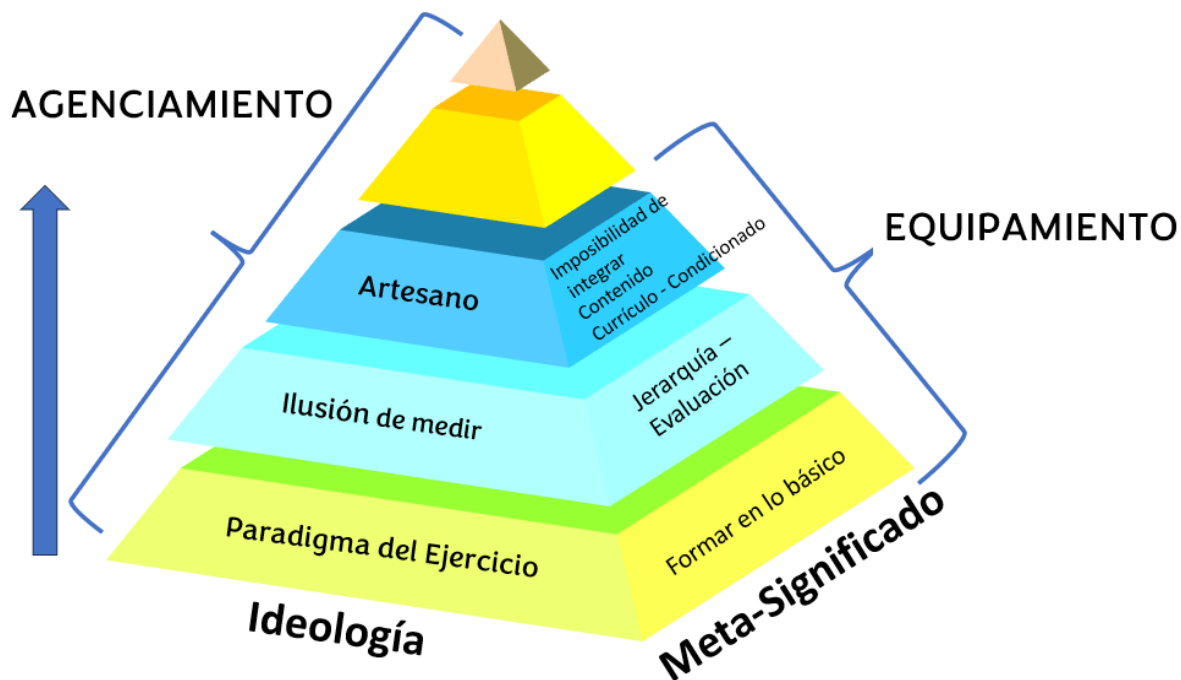 AGENCIAMIENTO
EQUIPAMIENTO
Artesano
Imposibilidad de
integrar
Contenido
Currículo - Condicionado
Ilusión de medir
Jerarquía –
Evaluación
Paradigma del Ejercicio
Formar en lo básico
Ideología
Meta-Significado